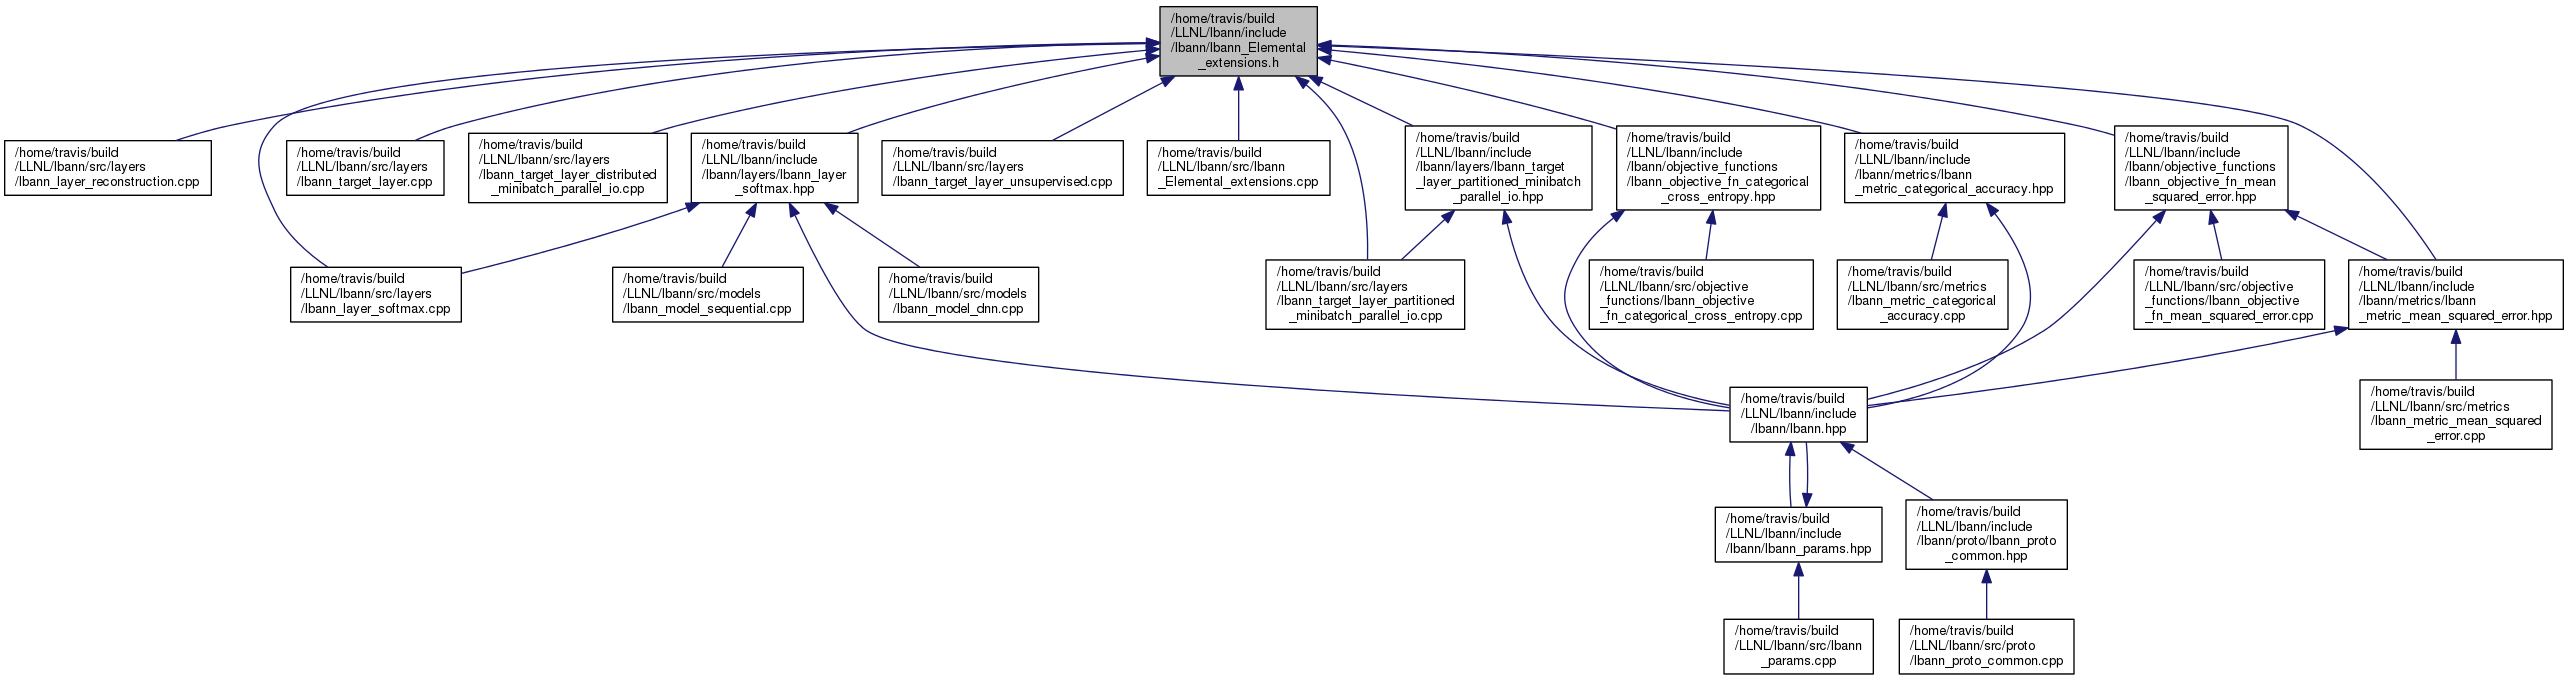 /home/travis/build
/LLNL/lbann/include
/lbann/lbann_Elemental
_extensions.h
/home/travis/build
/LLNL/lbann/src/layers
/lbann_layer_reconstruction.cpp
/home/travis/build
/LLNL/lbann/src/layers
/lbann_target_layer.cpp
/home/travis/build
/LLNL/lbann/src/layers
/lbann_target_layer_distributed
_minibatch_parallel_io.cpp
/home/travis/build
/LLNL/lbann/include
/lbann/layers/lbann_layer
_softmax.hpp
/home/travis/build
/LLNL/lbann/src/layers
/lbann_target_layer_unsupervised.cpp
/home/travis/build
/LLNL/lbann/src/lbann
_Elemental_extensions.cpp
/home/travis/build
/LLNL/lbann/include
/lbann/layers/lbann_target
_layer_partitioned_minibatch
_parallel_io.hpp
/home/travis/build
/LLNL/lbann/include
/lbann/objective_functions
/lbann_objective_fn_categorical
_cross_entropy.hpp
/home/travis/build
/LLNL/lbann/include
/lbann/metrics/lbann
_metric_categorical_accuracy.hpp
/home/travis/build
/LLNL/lbann/include
/lbann/objective_functions
/lbann_objective_fn_mean
_squared_error.hpp
/home/travis/build
/LLNL/lbann/src/layers
/lbann_layer_softmax.cpp
/home/travis/build
/LLNL/lbann/src/models
/lbann_model_sequential.cpp
/home/travis/build
/LLNL/lbann/src/models
/lbann_model_dnn.cpp
/home/travis/build
/LLNL/lbann/src/layers
/lbann_target_layer_partitioned
_minibatch_parallel_io.cpp
/home/travis/build
/LLNL/lbann/src/objective
_functions/lbann_objective
_fn_categorical_cross_entropy.cpp
/home/travis/build
/LLNL/lbann/src/metrics
/lbann_metric_categorical
_accuracy.cpp
/home/travis/build
/LLNL/lbann/src/objective
_functions/lbann_objective
_fn_mean_squared_error.cpp
/home/travis/build
/LLNL/lbann/include
/lbann/metrics/lbann
_metric_mean_squared_error.hpp
/home/travis/build
/LLNL/lbann/include
/lbann/lbann.hpp
/home/travis/build
/LLNL/lbann/src/metrics
/lbann_metric_mean_squared
_error.cpp
/home/travis/build
/LLNL/lbann/include
/lbann/lbann_params.hpp
/home/travis/build
/LLNL/lbann/include
/lbann/proto/lbann_proto
_common.hpp
/home/travis/build
/LLNL/lbann/src/lbann
_params.cpp
/home/travis/build
/LLNL/lbann/src/proto
/lbann_proto_common.cpp